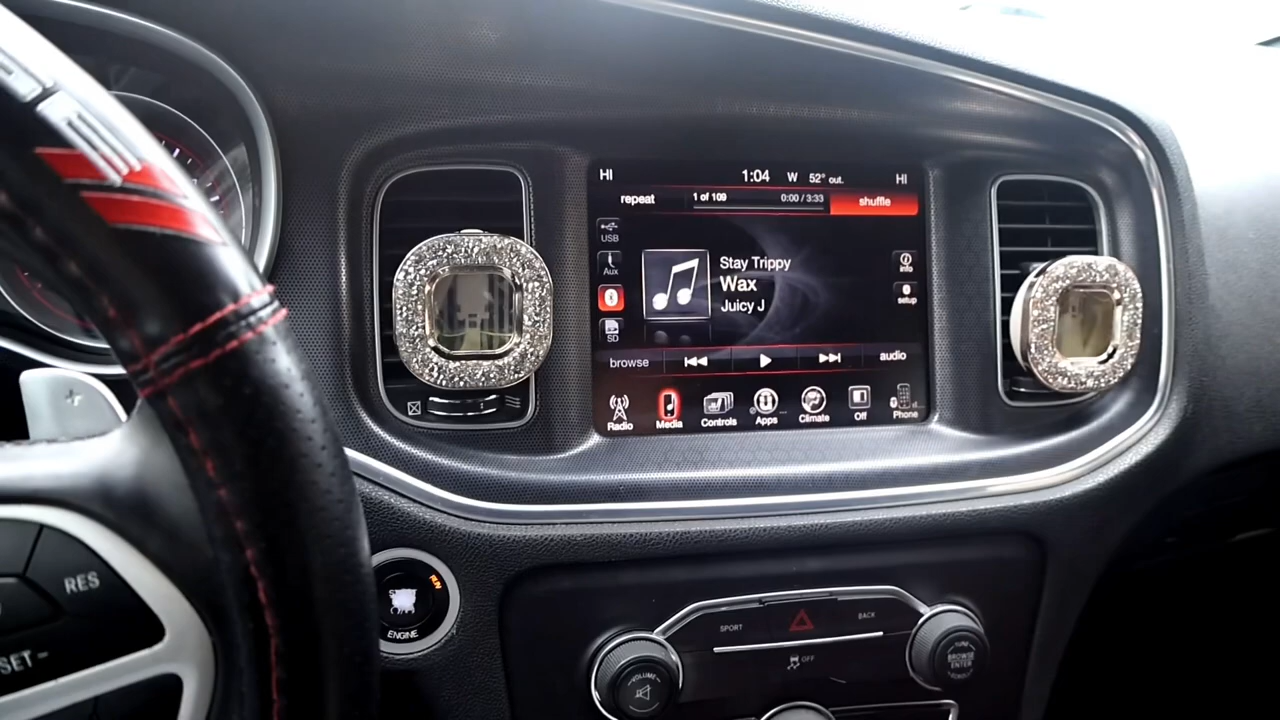 HI 1:04 W 52° out. HI
repeat 1 of 109 0:00 / 3:33 shuffle
USB
Aux
SD
Stay Trippy
Wax
Juicy J
info
setup
browse audio
Radio Media Controls Apps Climate Off Phone
RES
SET-
RUN
ENGINE
SPORT BACK
OFF
VOLUME
TUNE
BROWSE
ENTER